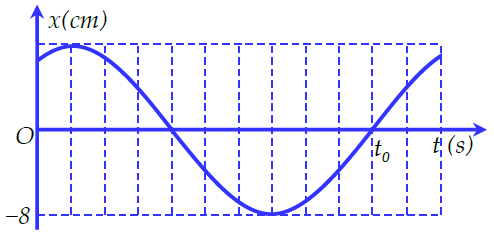 x(cm)
O
t₀
t (s)
–8